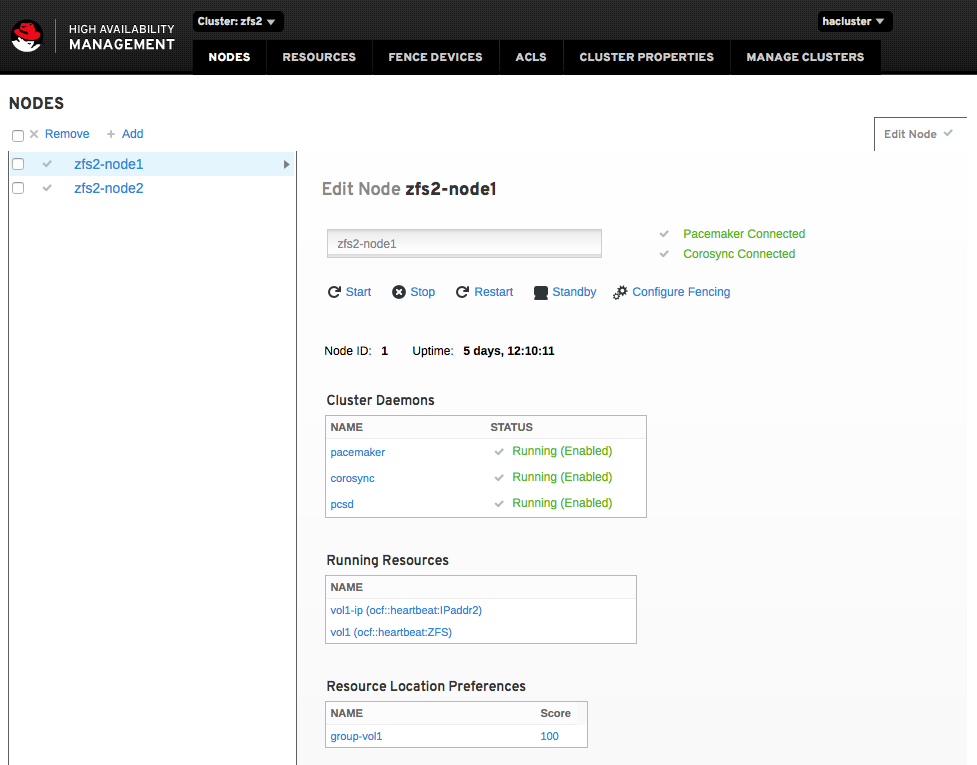 HIGH AVAILABILITY
MANAGEMENT
Cluster: zfs2
hacluster
NODES RESOURCES FENCE DEVICES ACLS CLUSTER PROPERTIES MANAGE CLUSTERS
NODES
Remove Add
Edit Node
zfs2-node1
zfs2-node2
Edit Node zfs2-node1
zfs2-node1
Pacemaker Connected
Corosync Connected
Start Stop Restart Standby Configure Fencing
Node ID: 1 Uptime: 5 days, 12:10:11
Cluster Daemons
NAME STATUS
pacemaker Running (Enabled)
corosync Running (Enabled)
pcsd Running (Enabled)
Running Resources
NAME
vol1-ip (ocf::heartbeat:IPaddr2)
vol1 (ocf::heartbeat:ZFS)
Resource Location Preferences
NAME Score
group-vol1 100